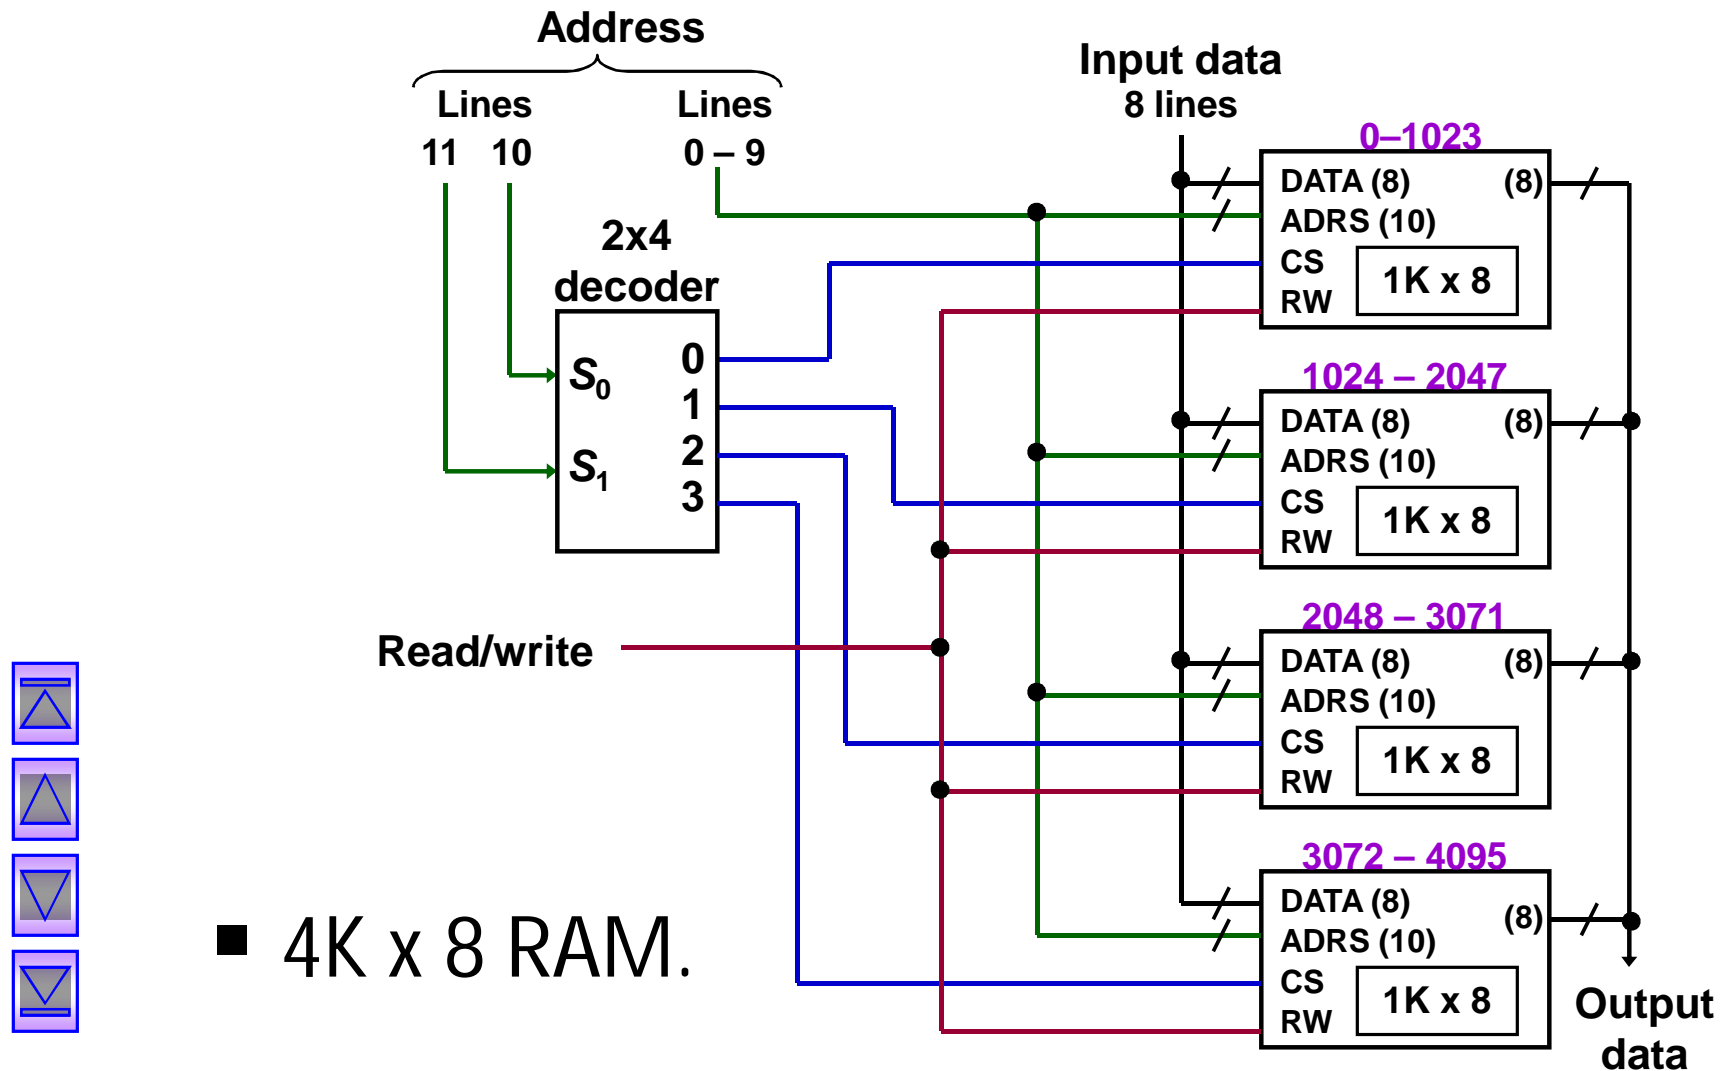 Address
Lines
Lines
11
10
0 – 9
Input data
8 lines
2x4
decoder
S0
S1
0
1
2
3
Read/write
0–1023
DATA (8)
(8)
ADRS (10)
CS
1K x 8
RW
1024 – 2047
DATA (8)
(8)
ADRS (10)
CS
1K x 8
RW
2048 – 3071
DATA (8)
(8)
ADRS (10)
CS
1K x 8
RW
3072 – 4095
DATA (8)
(8)
ADRS (10)
CS
1K x 8
RW
Output
data
■ 4K x 8 RAM.